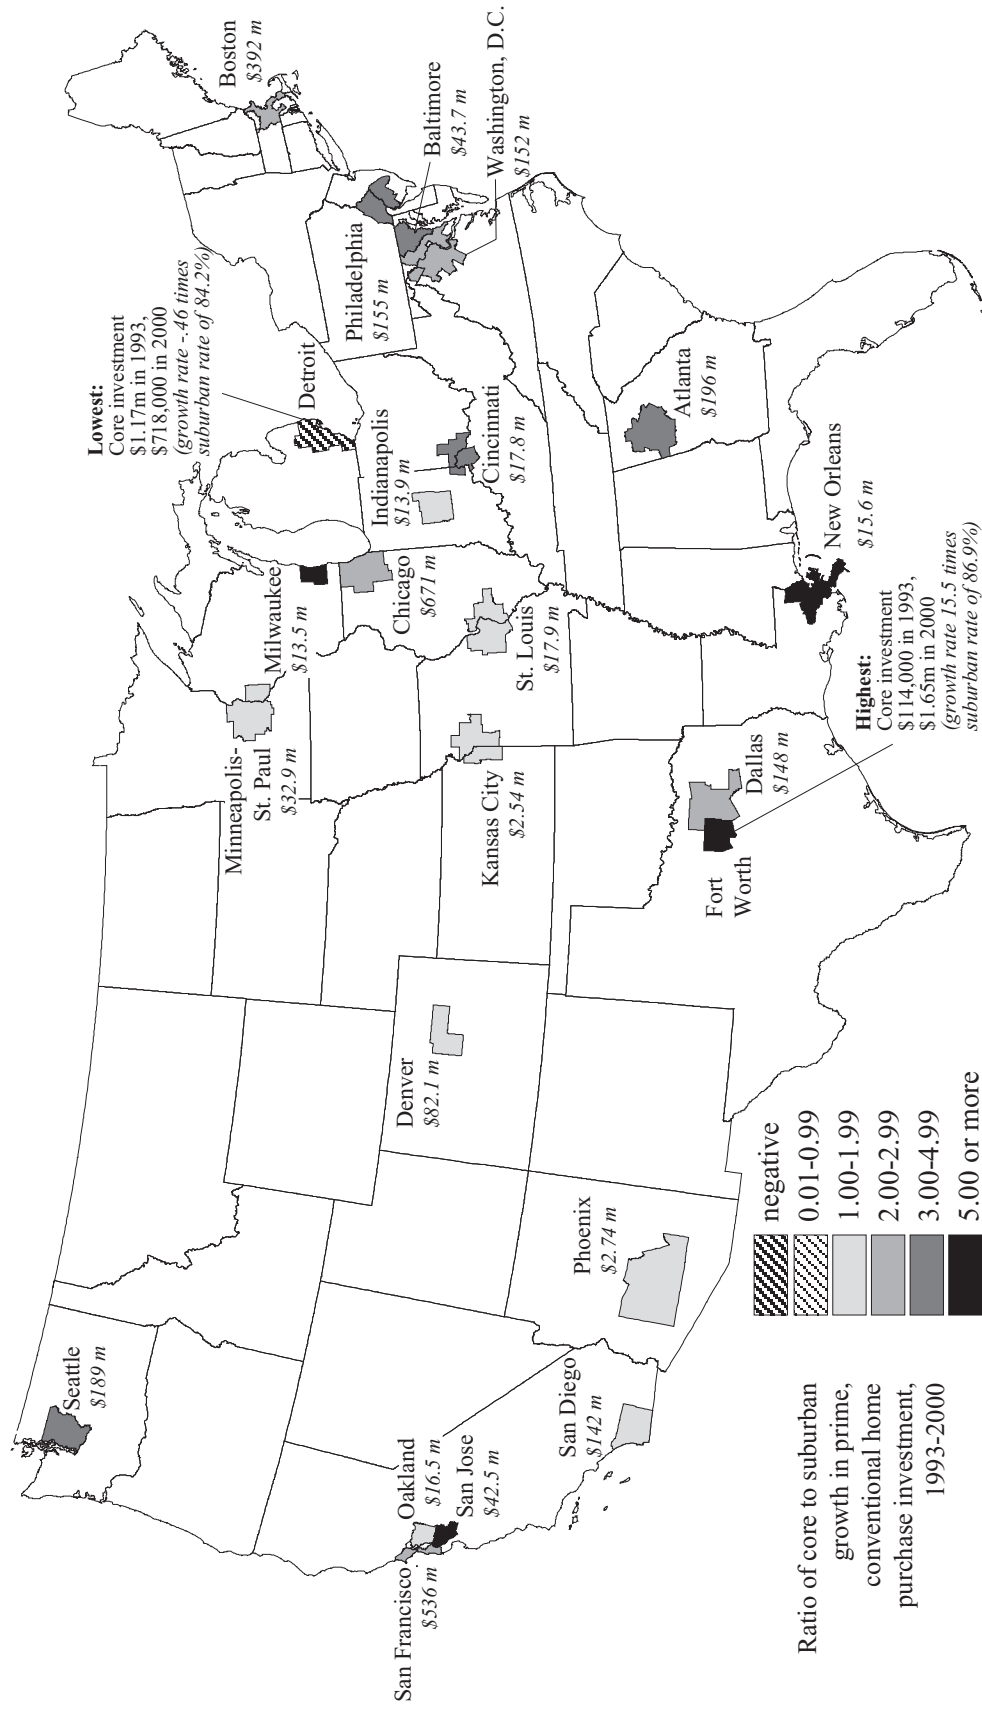 Seattle
$189 m
San Francisco
$536 m
Oakland
$16.5 m
San Jose
$42.5 m
San Diego
$142 m
Phoenix
$2.74 m
Denver
$82.1 m
Minneapolis-
St. Paul
$32.9 m
Kansas City
$2.54 m
Fort
Worth
Dallas
$148 m
Milwaukee
$13.5 m
Chicago
$671 m
St. Louis
$17.9 m
Indianapolis
$13.9 m
Cincinnati
$17.8 m
Lowest:
Core investment
$1.17m in 1993,
$718,000 in 2000
(growth rate -.46 times
suburban rate of 84.2%)
Detroit
Philadelphia
$155 m
Boston
$392 m
Baltimore
$43.7 m
Washington, D.C.
$152 m
Atlanta
$196 m
New Orleans
$15.6 m
Highest:
Core investment
$114,000 in 1993,
$1.65m in 2000
(growth rate 15.5 times
suburban rate of 86.9%)
Ratio of core to suburban
growth in prime,
conventional home
purchase investment,
1993-2000
negative
0.01-0.99
1.00-1.99
2.00-2.99
3.00-4.99
5.00 or more